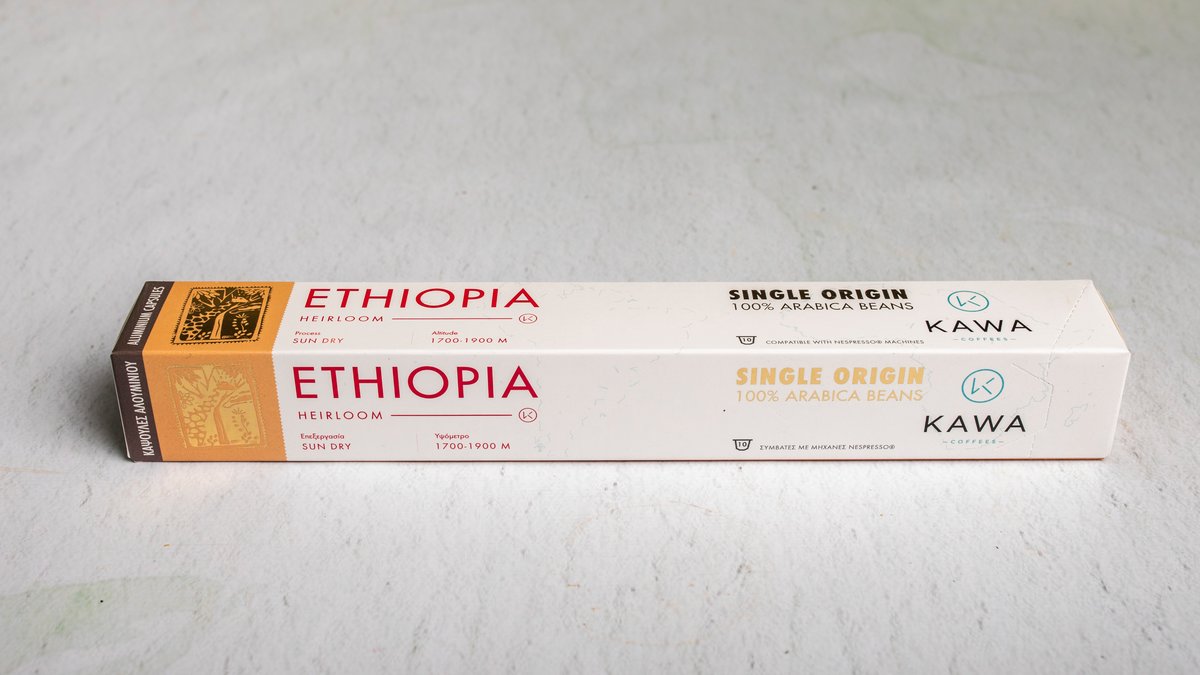 ALUMINIUM CAPSULES
ETHIOPIA
HEIRLOOM
Process
SUN DRY
Altitude
1700-1900 M
SINGLE ORIGIN
100% ARABICA BEANS
10
COMPATIBLE WITH NESPRESSO® MACHINES
KAWA
-COFFEES-
ΚΑΨΟΥΛΕΣ ΑΛΟΥΜΙΝΙΟΥ
ETHIOPIA
HEIRLOOM
Επεξεργασία
SUN DRY
Υψόμετρο
1700-1900 M
SINGLE ORIGIN
100% ARABICA BEANS
10
ΣΥΜΒΑΤΕΣ ΜΕ ΜΗΧΑΝΕΣ NESPRESSO®
KAWA
-COFFEES-